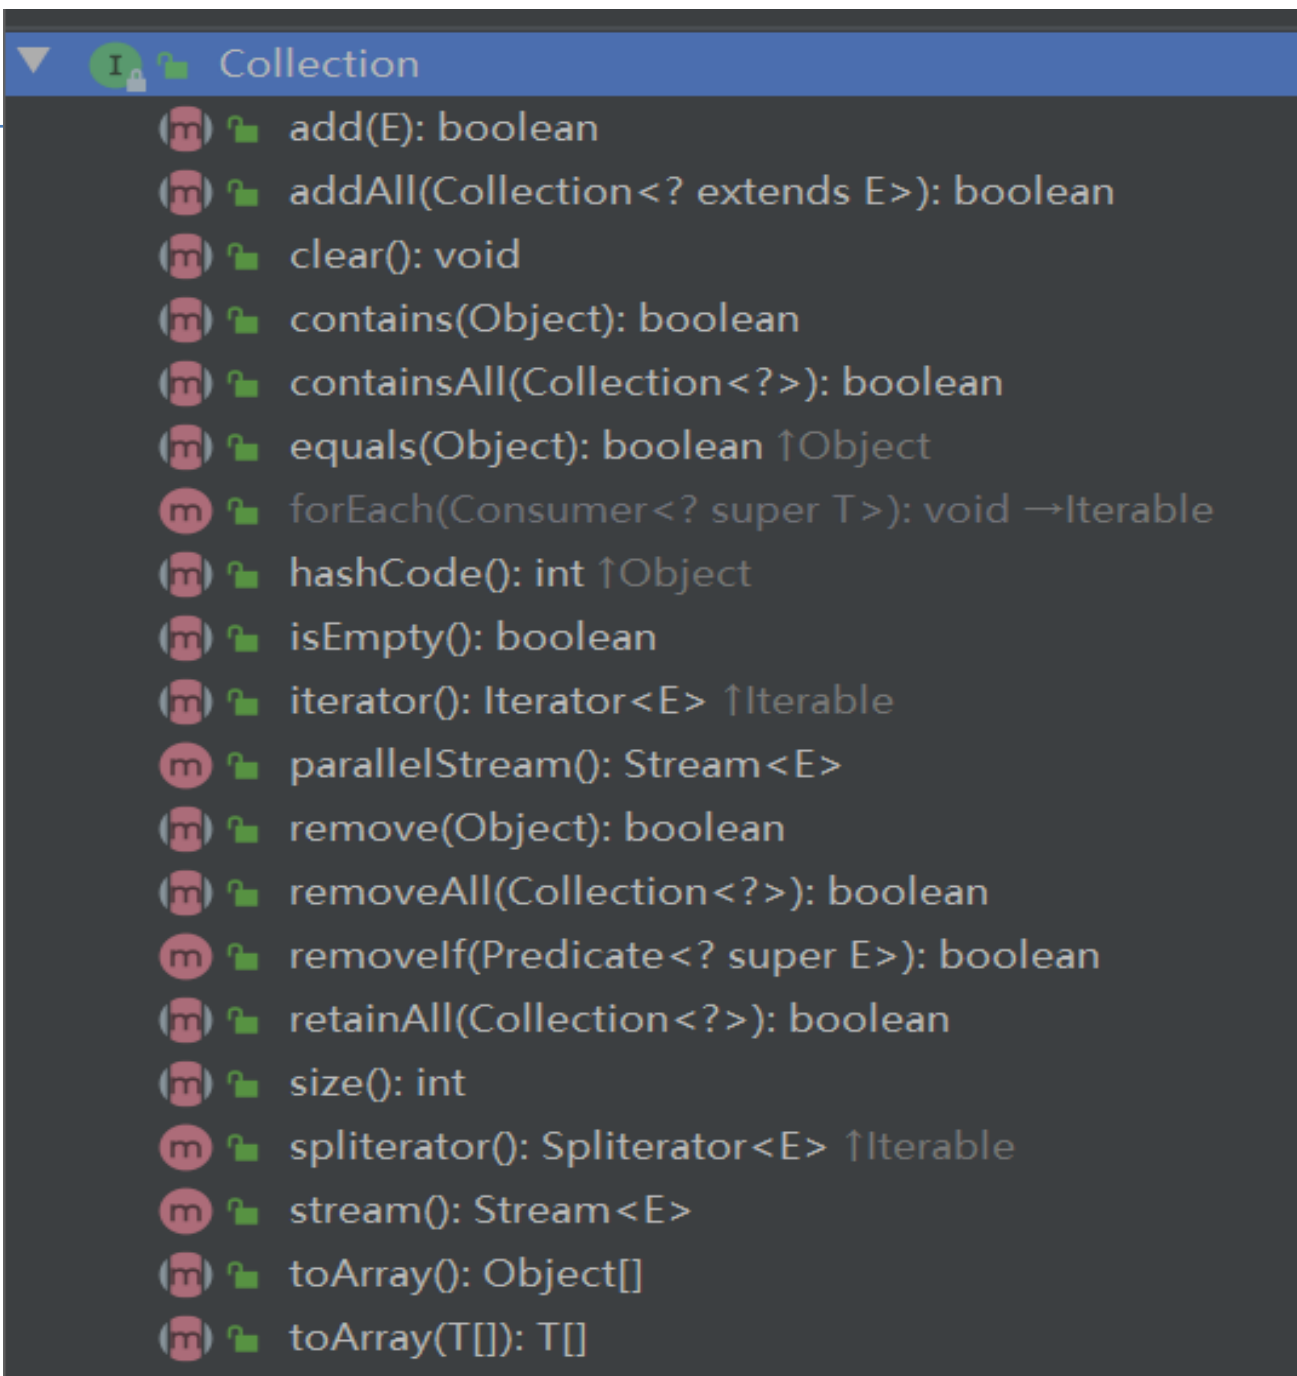 Collection
add(E): boolean
addAll(Collection<? extends E>): boolean
clear(): void
contains(Object): boolean
containsAll(Collection<?>): boolean
equals(Object): boolean ↑Object
forEach(Consumer<? super T>): void →Iterable
hashCode(): int ↑Object
isEmpty(): boolean
iterator(): Iterator<E> ↑Iterable
parallelStream(): Stream<E>
remove(Object): boolean
removeAll(Collection<?>): boolean
removeIf(Predicate<? super E>): boolean
retainAll(Collection<?>): boolean
size(): int
spliterator(): Spliterator<E> ↑Iterable
stream(): Stream<E>
toArray(): Object[]
toArray(T[]): T[]